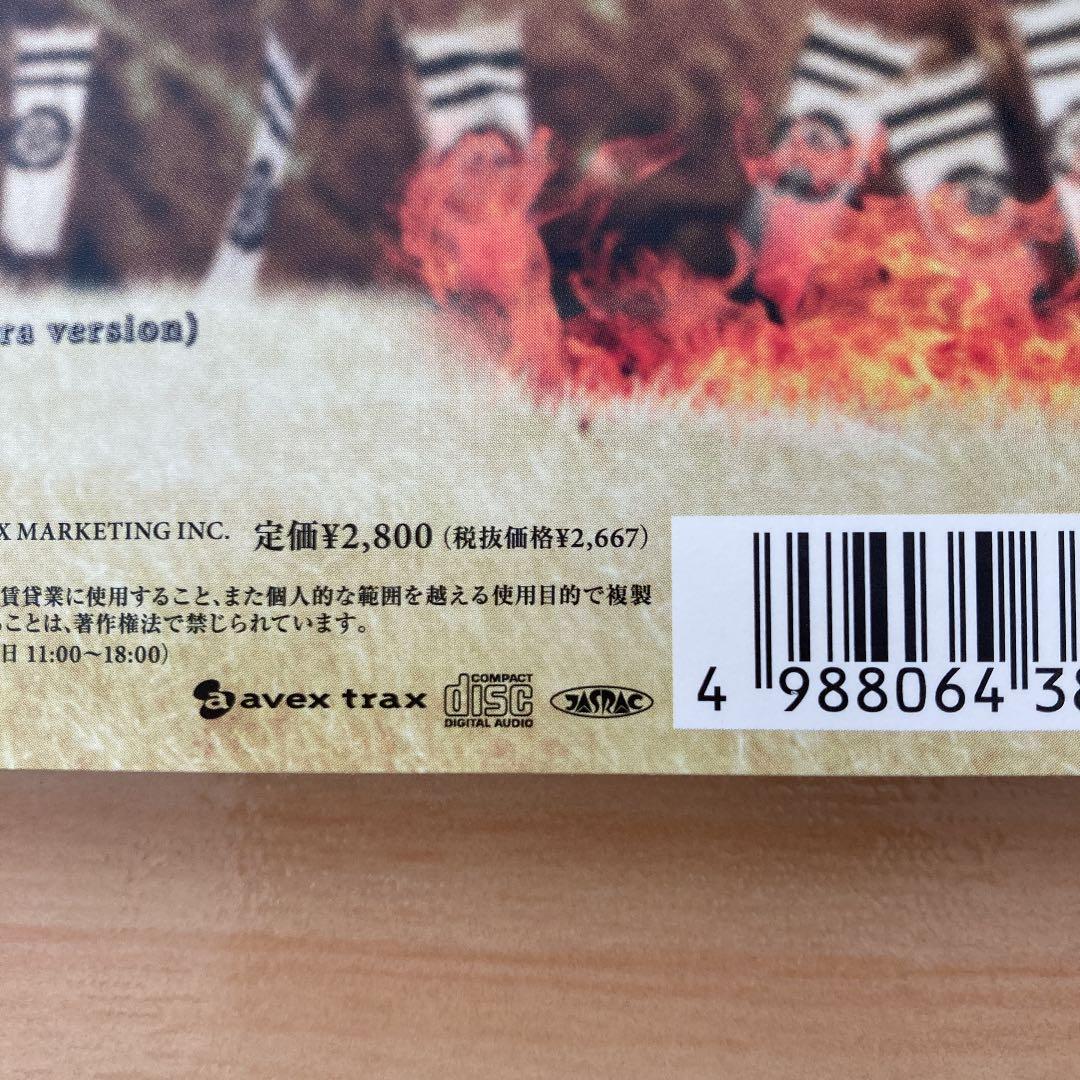 ra version)
X MARKETING INC. 定価¥2,800 (税抜価格¥2,667)
賃貸業に使用すること、また個人的な範囲を越える使用目的で複製
ることは、著作権法で禁じられています。
日 11:00〜18:00)
a avex trax COMPACT disc DIGITAL AUDIO JASRAC
4 988064 38